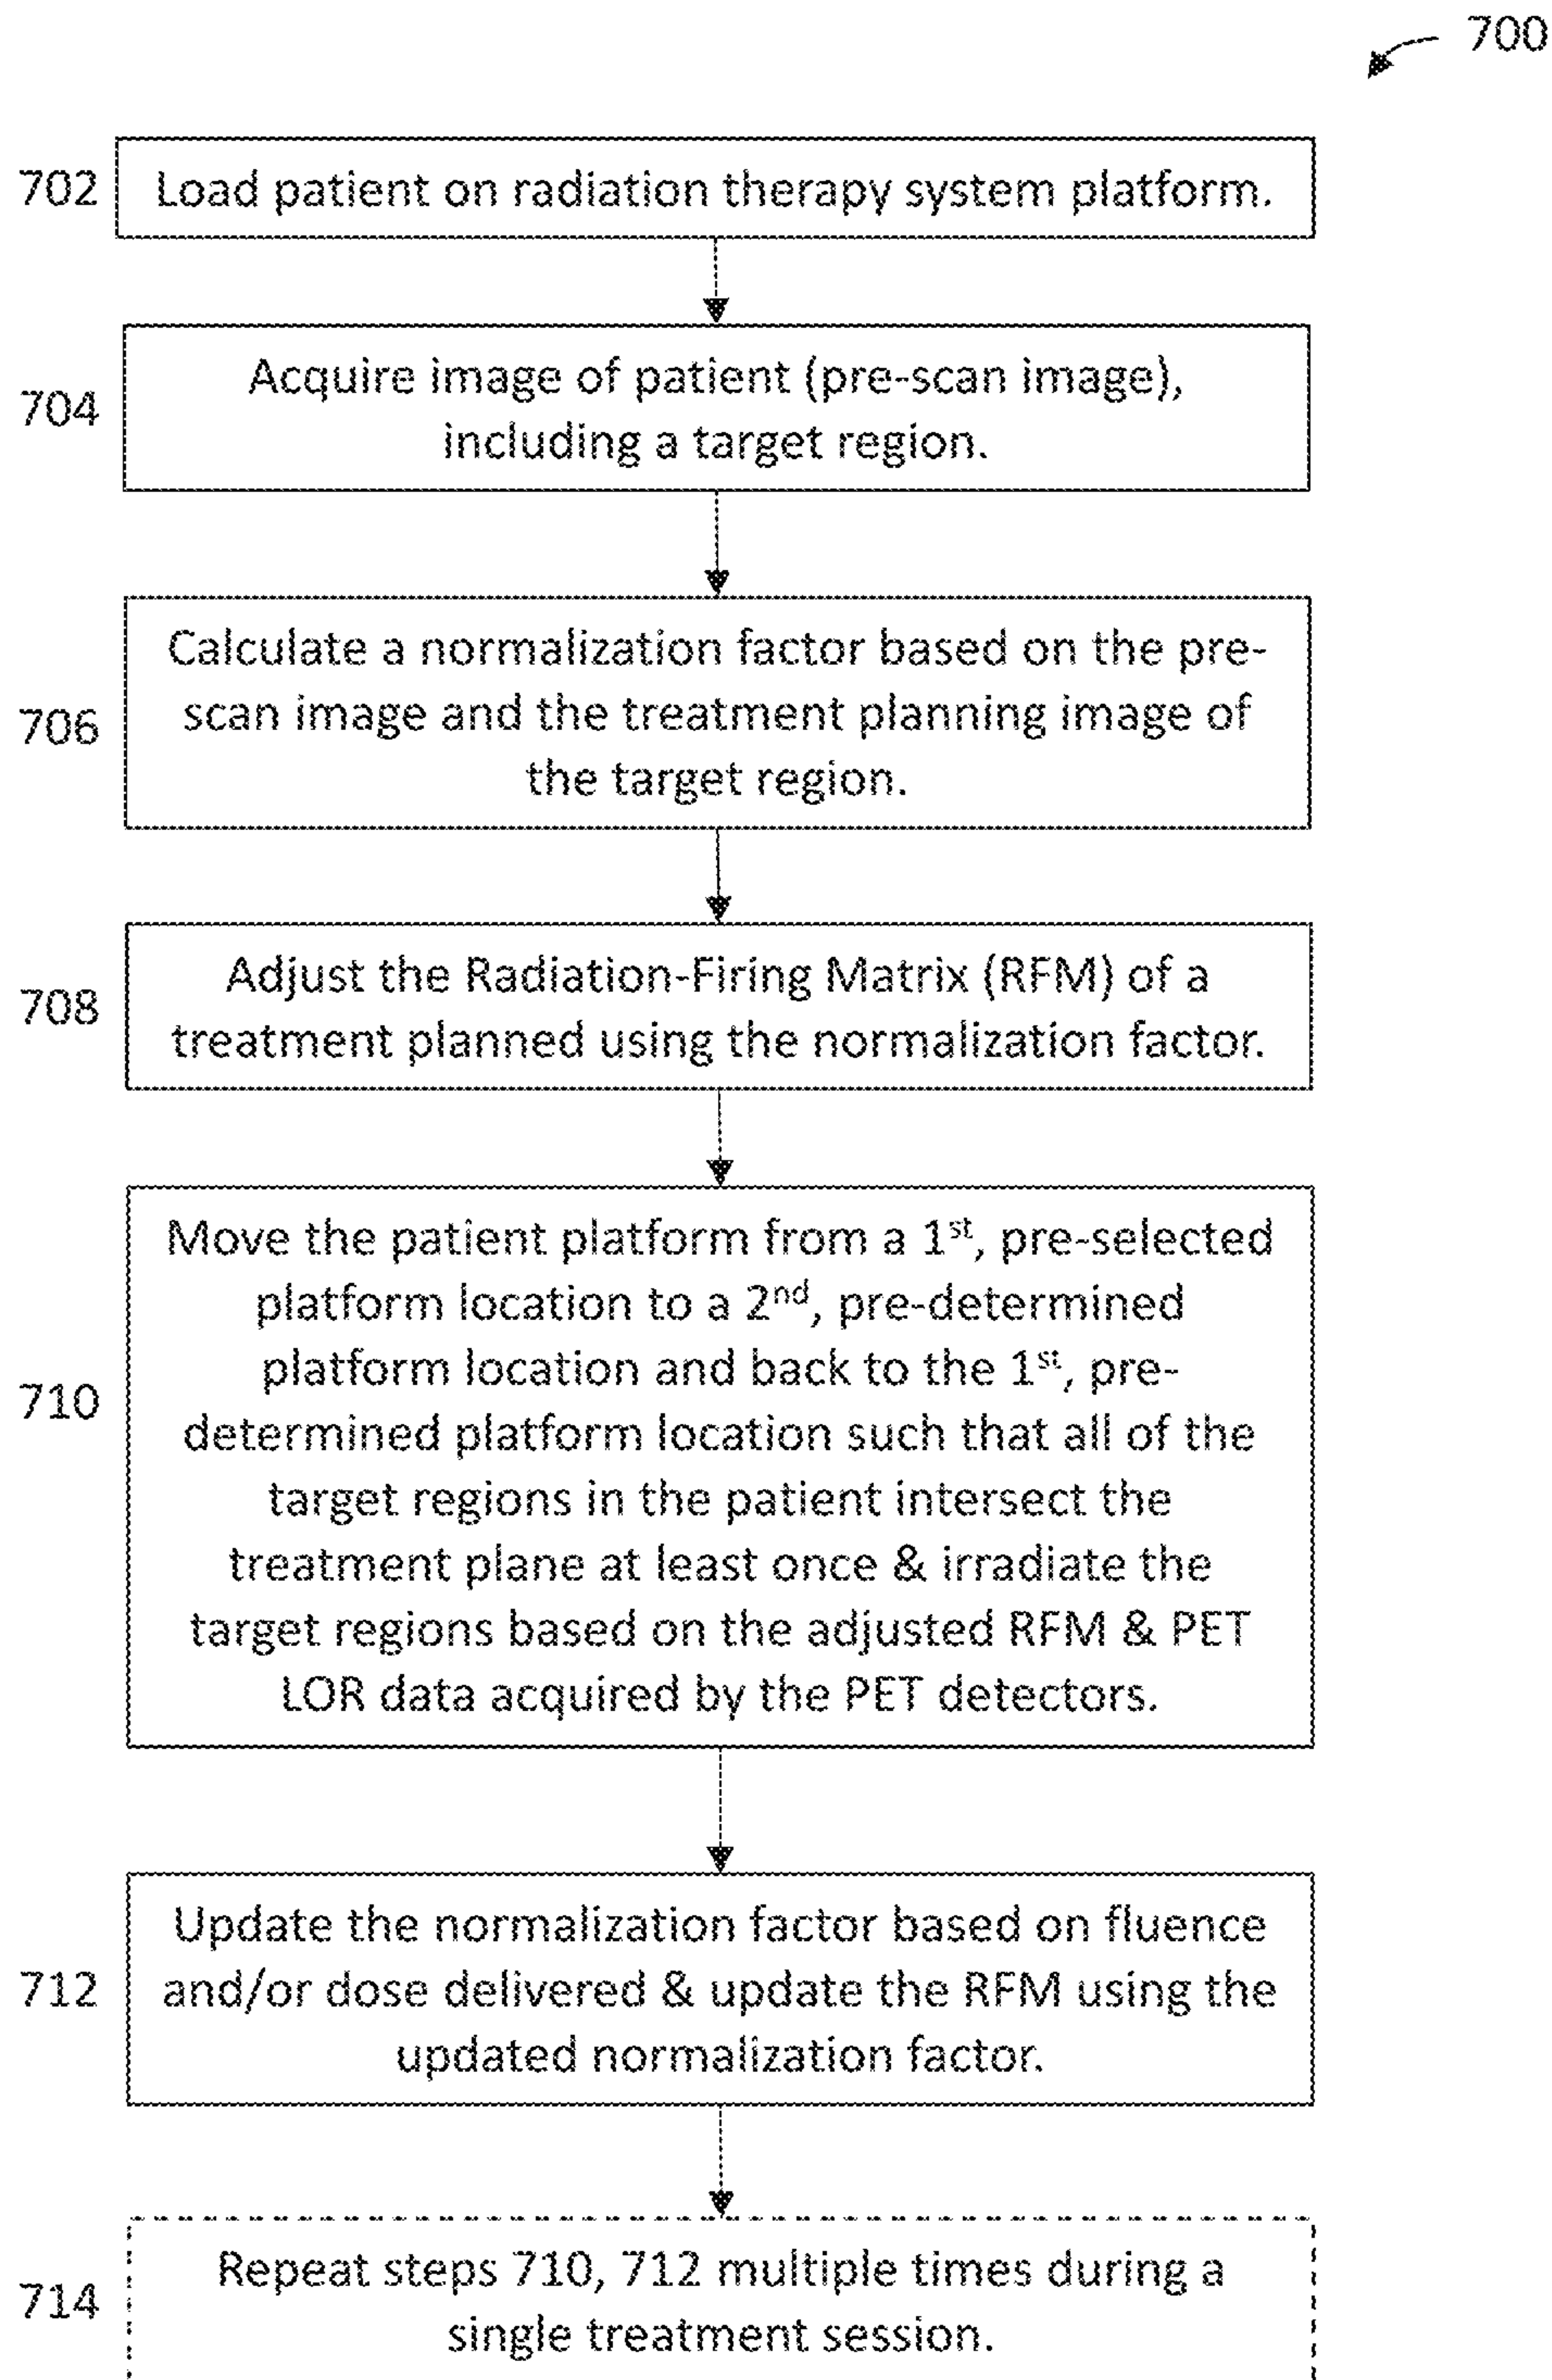 700
702
Load patient on radiation therapy system platform.
704
Acquire image of patient (pre-scan image),
including a target region.
706
Calculate a normalization factor based on the pre-
scan image and the treatment planning image of
the target region.
708
Adjust the Radiation-Firing Matrix (RFM) of a
treatment planned using the normalization factor.
710
Move the patient platform from a 1st, pre-selected
platform location to a 2nd, pre-determined
platform location and back to the 1st, pre-
determined platform location such that all of the
target regions in the patient intersect the
treatment plane at least once & irradiate the
target regions based on the adjusted RFM & PET
LOR data acquired by the PET detectors.
712
Update the normalization factor based on fluence
and/or dose delivered & update the RFM using the
updated normalization factor.
714
Repeat steps 710, 712 multiple times during a
single treatment session.